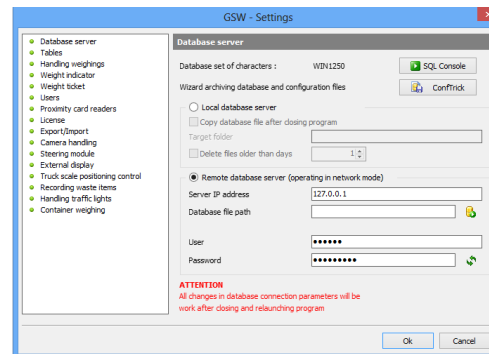 GSW - Settings
Database server
Tables
Handling weighings
Weight indicator
Weight ticket
Users
Proximity card readers
License
Export/Import
Camera handling
Steering module
External display
Truck scale positioning control
Recording waste items
Handling traffic lights
Container weighing
Database server
Database set of characters :
WIN1250
SQL Console
Wizard archiving database and configuration files
ConfTrick
Local database server
Copy database file after closing program
Target folder
Delete files older than days
1
Remote database server (operating in network mode)
Server IP address
127.0.0.1
Database file path
User
••••••
Password
•••••••••
ATTENTION
All changes in database connection parameters will be
work after closing and relaunching program
Ok
Cancel